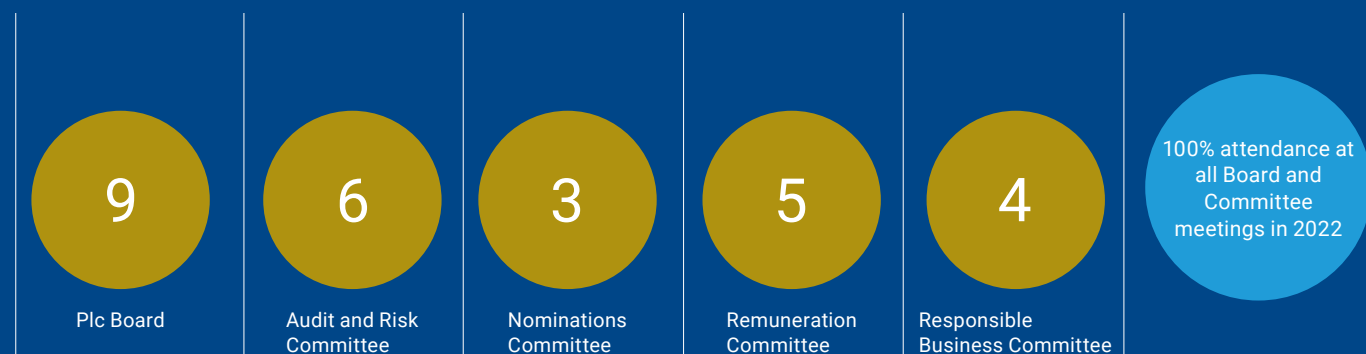 9
Plc Board
6
Audit and Risk
Committee
3
Nominations
Committee
5
Remuneration
Committee
4
Responsible
Business Committee
100% attendance at
all Board and
Committee
meetings in 2022